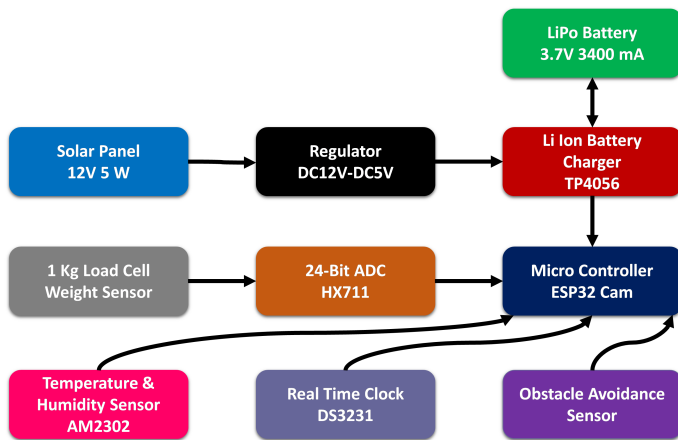 LiPo Battery
3.7V 3400 mA
Solar Panel
12V 5 W
Regulator
DC12V-DC5V
Li Ion Battery
Charger
TP4056
1 Kg Load Cell
Weight Sensor
24-Bit ADC
HX711
Micro Controller
ESP32 Cam
Temperature &
Humidity Sensor
AM2302
Real Time Clock
DS3231
Obstacle Avoidance
Sensor